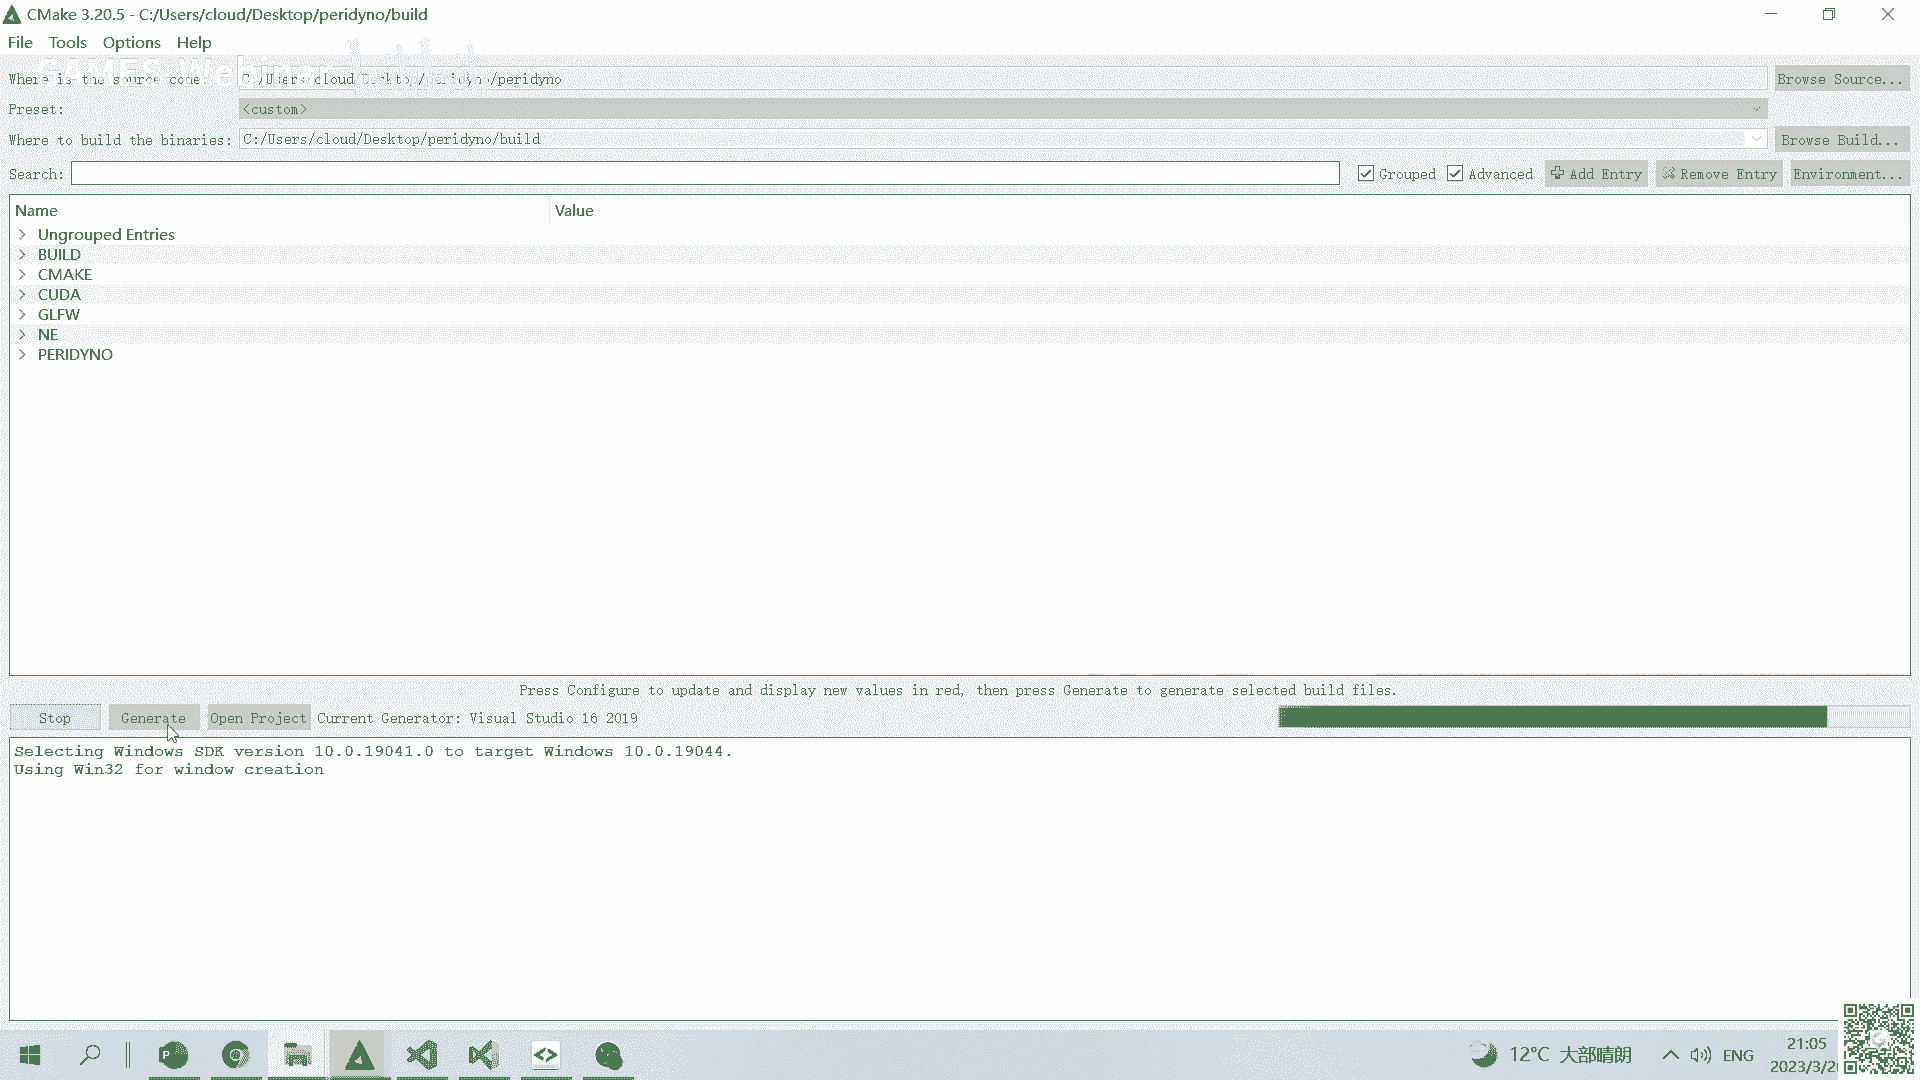 CMake 3.20.5 - C:/Users/cloud/Desktop/peridyno/build
File Tools Options Help
GAMES-Webinar
Where is the source code: C:/Users/cloud/Desktop/peridyno/peridyno Browse Source...
Preset: <custom>
Where to build the binaries: C:/Users/cloud/Desktop/peridyno/build Browse Build...
Search: Grouped Advanced Add Entry Remove Entry Environment...
Name Value
Ungrouped Entries
BUILD
CMAKE
CUDA
GLFW
NE
PERIDYNO
Press Configure to update and display new values in red, then press Generate to generate selected build files.
Stop Generate Open Project Current Generator: Visual Studio 16 2019
Selecting Windows SDK version 10.0.19041.0 to target Windows 10.0.19044.
Using Win32 for window creation
12°C 大部晴朗 ENG 21:05